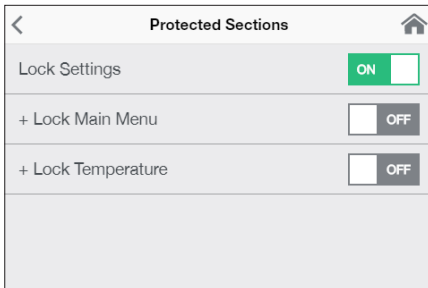 Protected Sections
Lock Settings ON
+ Lock Main Menu OFF
+ Lock Temperature OFF